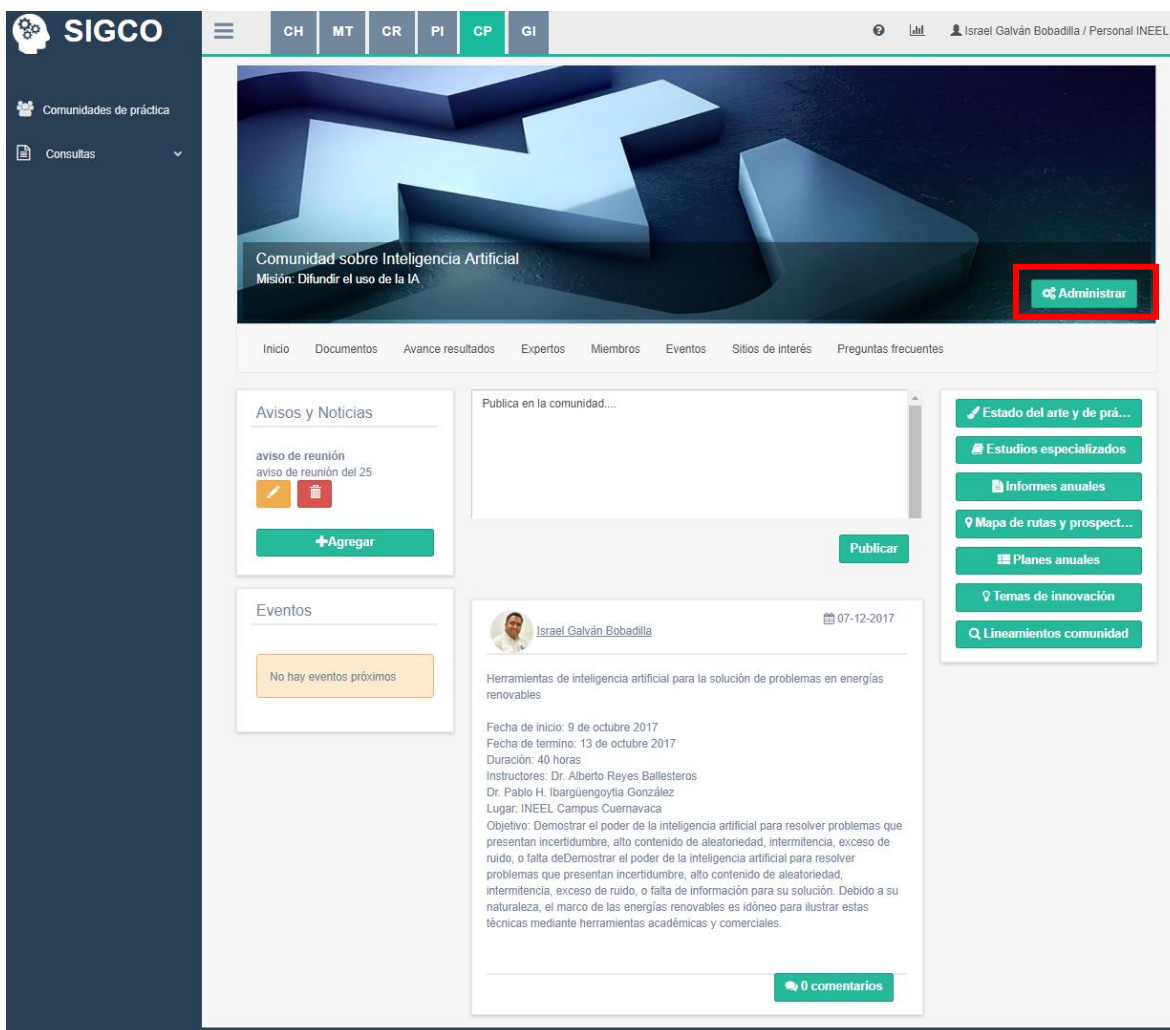 SIGCO
CH MT CR PI CP GI
Israel Galván Bobadilla / Personal INEEL
Comunidades de práctica
Consultas
Comunidad sobre Inteligencia Artificial
Misión: Difundir el uso de la IA
Administrar
Inicio Documentos Avance resultados Expertos Miembros Eventos Sitios de interés Preguntas frecuentes
Avisos y Noticias
aviso de reunión
aviso de reunión del 25
Agregar
Eventos
No hay eventos próximos
Publica en la comunidad....
Publicar
Israel Galván Bobadilla
07-12-2017
Herramientas de inteligencia artificial para la solución de problemas en energías
renovables
Fecha de inicio: 9 de octubre 2017
Fecha de termino: 13 de octubre 2017
Duración: 40 horas
Instructores: Dr. Alberto Reyes Ballesteros
Dr. Pablo H. Ibargüengoytia González
Lugar: INEEL Campus Cuernavaca
Objetivo: Demostrar el poder de la inteligencia artificial para resolver problemas que
presentan incertidumbre, alto contenido de aleatoriedad, intermitencia, exceso de
ruido, o falta deDemostrar el poder de la inteligencia artificial para resolver
problemas que presentan incertidumbre, alto contenido de aleatoriedad,
intermitencia, exceso de ruido, o falta de información para su solución. Debido a su
naturaleza, el marco de las energías renovables es idóneo para ilustrar estas
técnicas mediante herramientas académicas y comerciales.
0 comentarios
Estado del arte y de prá...
Estudios especializados
Informes anuales
Mapa de rutas y prospect...
Planes anuales
Temas de innovación
Lineamientos comunidad